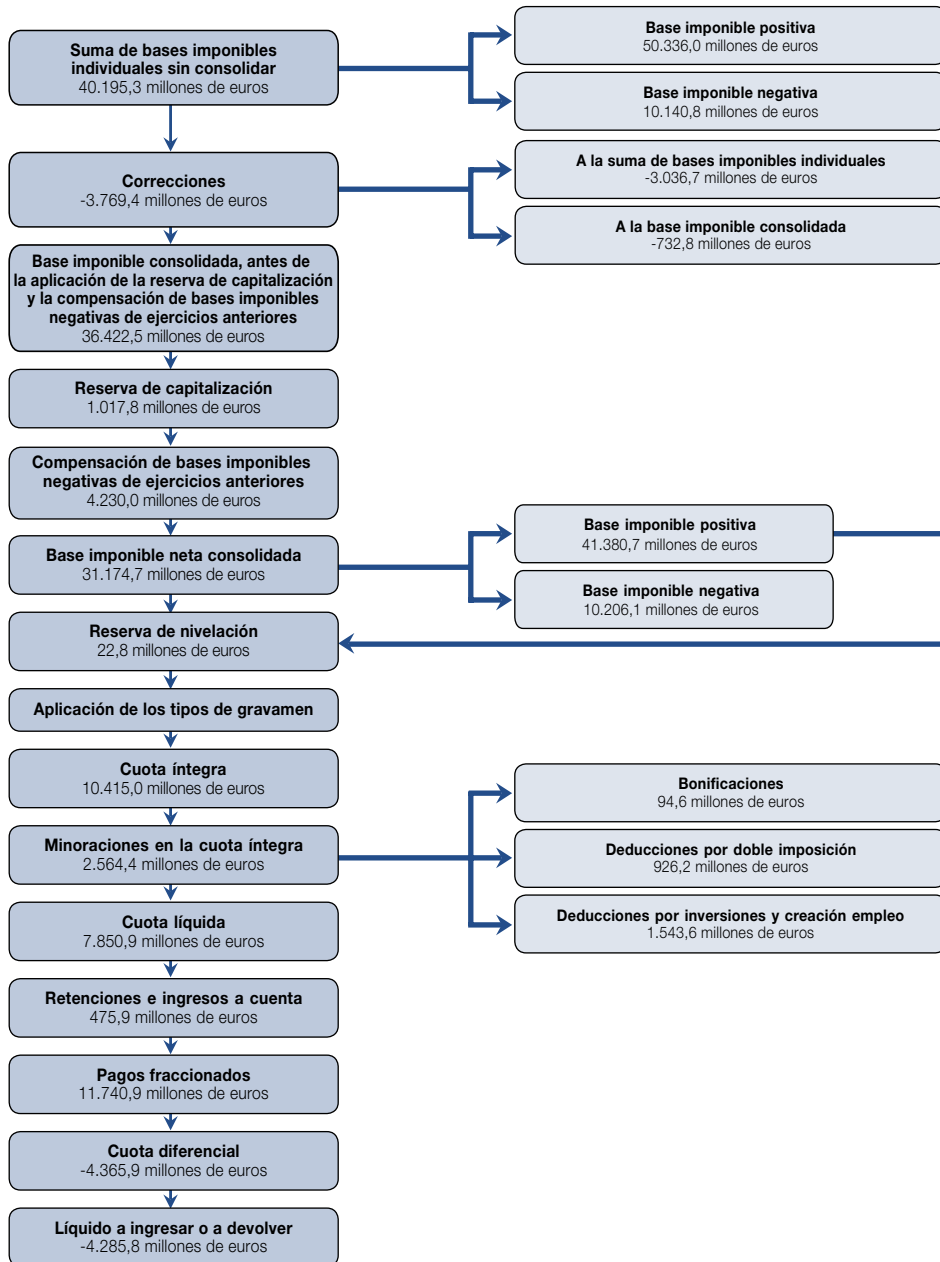 Suma de bases imponibles
individuales sin consolidar
40.195,3 millones de euros
Base imponible positiva
50.336,0 millones de euros
Base imponible negativa
10.140,8 millones de euros
Correcciones
-3.769,4 millones de euros
A la suma de bases imponibles individuales
-3.036,7 millones de euros
A la base imponible consolidada
-732,8 millones de euros
Base imponible consolidada, antes de
la aplicación de la reserva de capitalización
y la compensación de bases imponibles
negativas de ejercicios anteriores
36.422,5 millones de euros
Reserva de capitalización
1.017,8 millones de euros
Compensación de bases imponibles
negativas de ejercicios anteriores
4.230,0 millones de euros
Base imponible neta consolidada
31.174,7 millones de euros
Base imponible positiva
41.380,7 millones de euros
Base imponible negativa
10.206,1 millones de euros
Reserva de nivelación
22,8 millones de euros
Aplicación de los tipos de gravamen
Cuota íntegra
10.415,0 millones de euros
Minoraciones en la cuota íntegra
2.564,4 millones de euros
Bonificaciones
94,6 millones de euros
Deducciones por doble imposición
926,2 millones de euros
Deducciones por inversiones y creación empleo
1.543,6 millones de euros
Cuota líquida
7.850,9 millones de euros
Retenciones e ingresos a cuenta
475,9 millones de euros
Pagos fraccionados
11.740,9 millones de euros
Cuota diferencial
-4.365,9 millones de euros
Líquido a ingresar o a devolver
-4.285,8 millones de euros